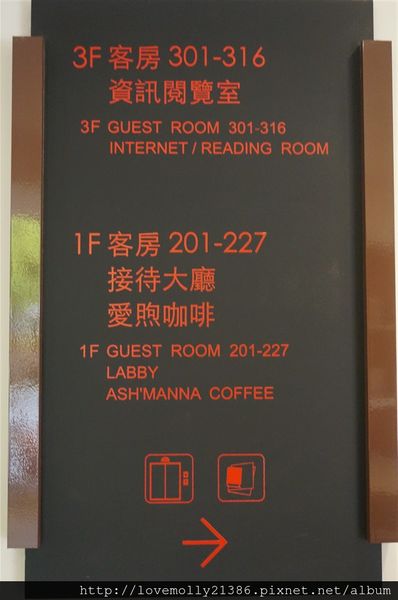 3F 客房 301-316
資訊閱覽室
3F GUEST ROOM 301-316
INTERNET / READING ROOM
1F 客房 201-227
接待大廳
愛煦咖啡
1F GUEST ROOM 201-227
LABBY
ASH'MANNA COFFEE
http://lovemolly21386.pixnet.net/album